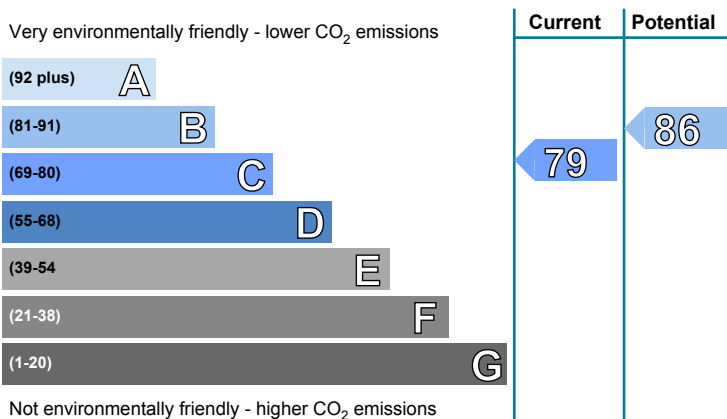 Current Potential
Very environmentally friendly - lower CO2 emissions
(92 plus) A
(81-91) B
86
(69-80) C
79
(55-68) D
(39-54 E
(21-38) F
(1-20) G
Not environmentally friendly - higher CO2 emissions